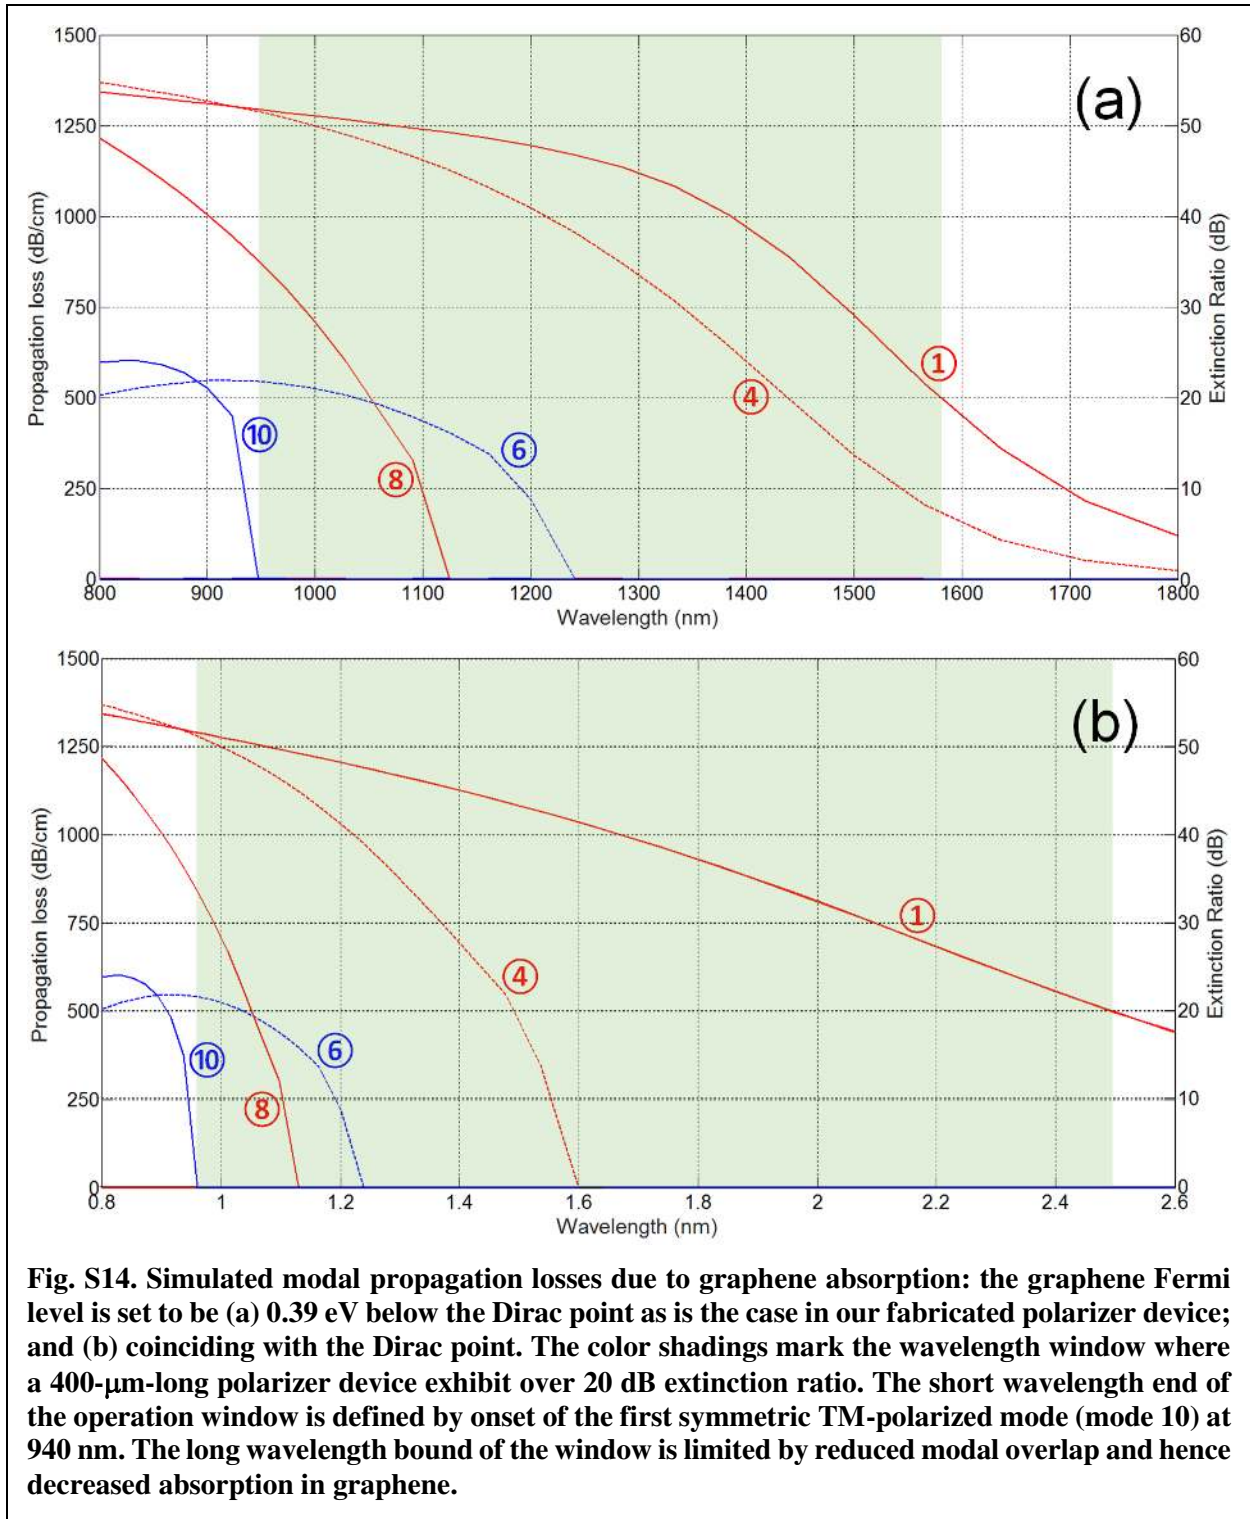 1500
1250
1000
750
500
250
0
Propagation loss (dB/cm)
60
50
40
30
20
10
0
Extinction Ratio (dB)
(a)
1
4
6
8
10
800 900 1000 1100 1200 1300 1400 1500 1600 1700 1800
Wavelength (nm)
1500
1250
1000
750
500
250
0
Propagation loss (dB/cm)
60
50
40
30
20
10
0
Extinction Ratio (dB)
(b)
1
4
6
10
8
0.8 1 1.2 1.4 1.6 1.8 2 2.2 2.4 2.6
Wavelength (nm)
Fig. S14. Simulated modal propagation losses due to graphene absorption: the graphene Fermi
level is set to be (a) 0.39 eV below the Dirac point as is the case in our fabricated polarizer device;
and (b) coinciding with the Dirac point. The color shadings mark the wavelength window where
a 400-μm-long polarizer device exhibit over 20 dB extinction ratio. The short wavelength end of
the operation window is defined by onset of the first symmetric TM-polarized mode (mode 10) at
940 nm. The long wavelength bound of the window is limited by reduced modal overlap and hence
decreased absorption in graphene.